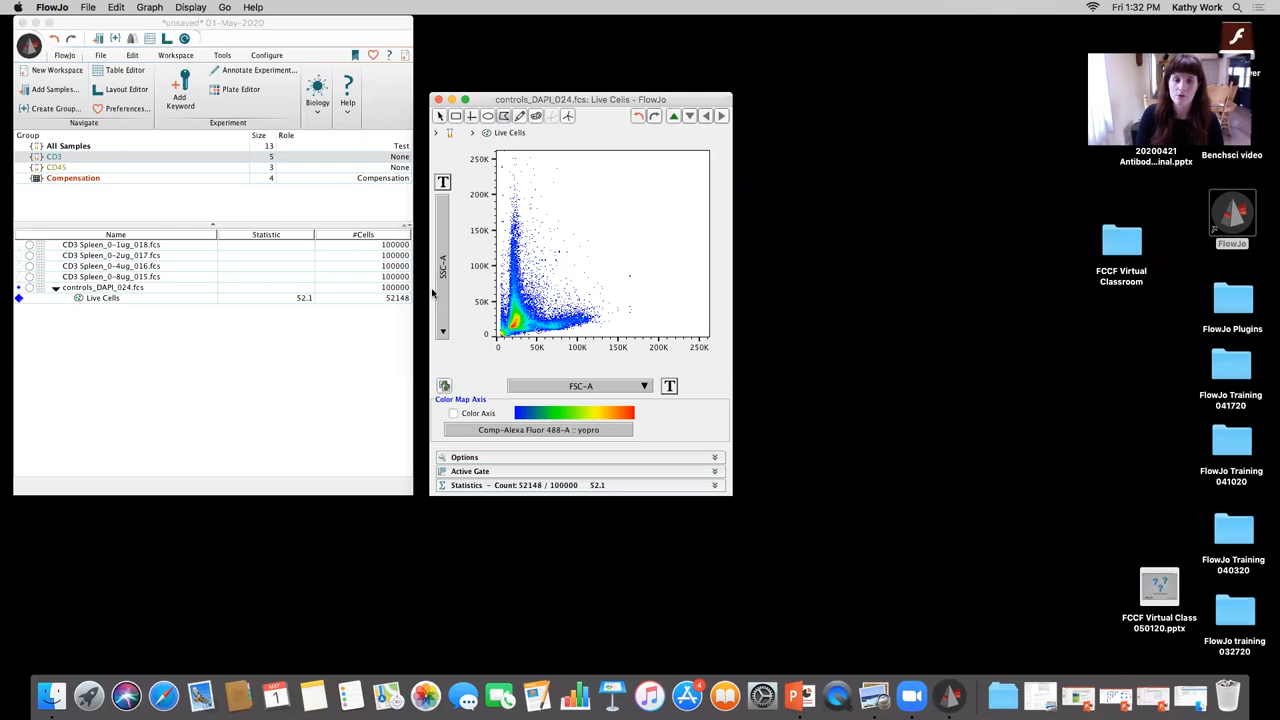 FlowJo File Edit Graph Display Go Help
Fri 1:32 PM Kathy Work
*unsaved* 01-May-2020
FlowJo File Edit Workspace Tools Configure
New Workspace Table Editor Annotate Experiment...
Add Samples... Layout Editor Plate Editor
Create Group... Preferences...
Add Keyword
Biology
Help
Navigate Experiment
Group Size Role
All Samples 13 Test
CD3 5 None
CD45 3 None
Compensation 4 Compensation
Name Statistic #Cells
CD3 Spleen_0-1ug_018.fcs 100000
CD3 Spleen_0-2ug_017.fcs 100000
CD3 Spleen_0-4ug_016.fcs 100000
CD3 Spleen_0-8ug_015.fcs 100000
controls_DAPI_024.fcs 100000
Live Cells 52.1 52148
controls_DAPI_024.fcs: Live Cells - FlowJo
Live Cells
T
SSC-A
250K
200K
150K
100K
50K
0
0 50K 100K 150K 200K 250K
FSC-A T
Color Map Axis
Color Axis
Comp-Alexa Fluor 488-A :: yopro
Options
Active Gate
Statistics - Count: 52148 / 100000 52.1
20200421
Antibod...inal.pptx
Benchsci video
FCCF Virtual
Classroom
FlowJo
FlowJo Plugins
FlowJo Training
041720
FlowJo Training
041020
FlowJo Training
040320
FCCF Virtual Class
050120.pptx
FlowJo training
032720
MAY
1
4